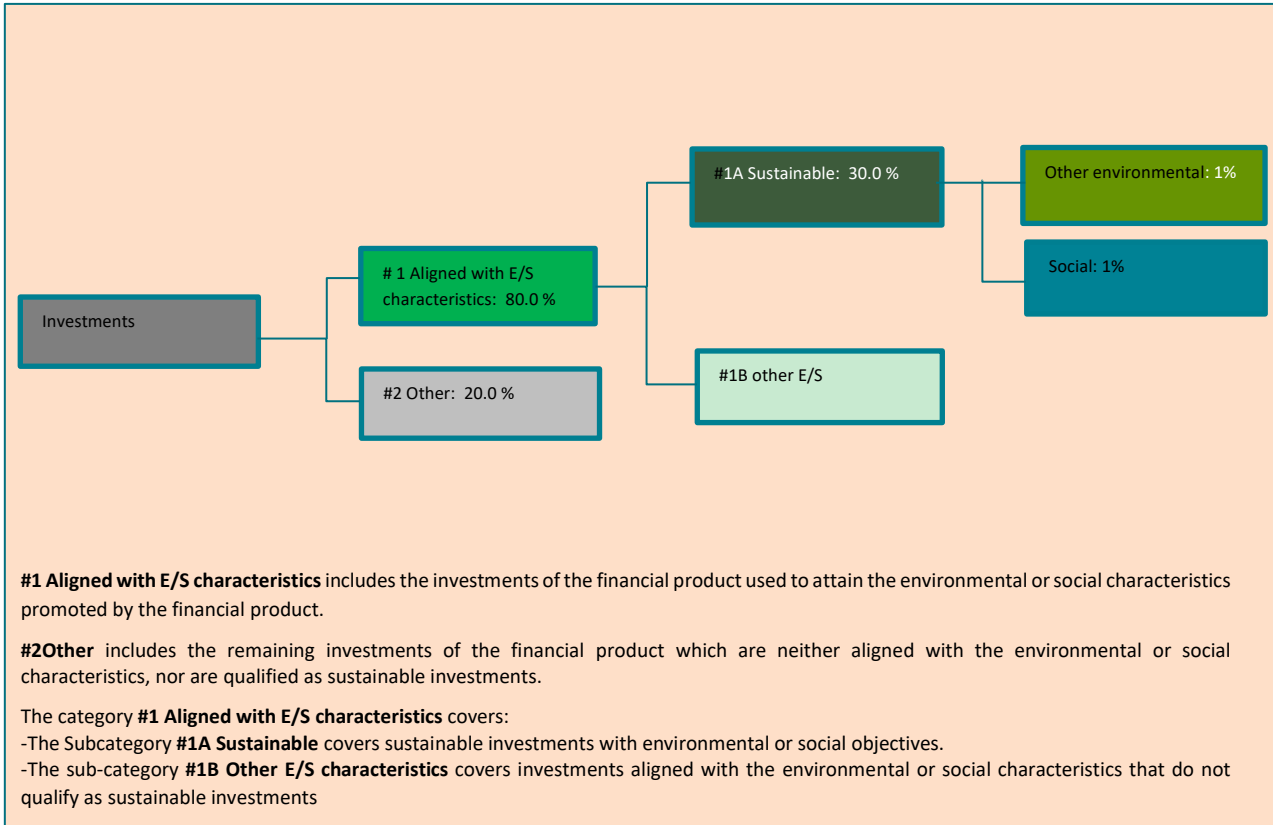 #1A Sustainable: 30.0 %
Other environmental: 1%
# 1 Aligned with E/S
characteristics: 80.0 %
Social: 1%
Investments
#2 Other: 20.0 %
#1B other E/S
#1 Aligned with E/S characteristics includes the investments of the financial product used to attain the environmental or social characteristics
promoted by the financial product.
#2Other includes the remaining investments of the financial product which are neither aligned with the environmental or social
characteristics, nor are qualified as sustainable investments.
The category #1 Aligned with E/S characteristics covers:
-The Subcategory #1A Sustainable covers sustainable investments with environmental or social objectives.
-The sub-category #1B Other E/S characteristics covers investments aligned with the environmental or social characteristics that do not
qualify as sustainable investments